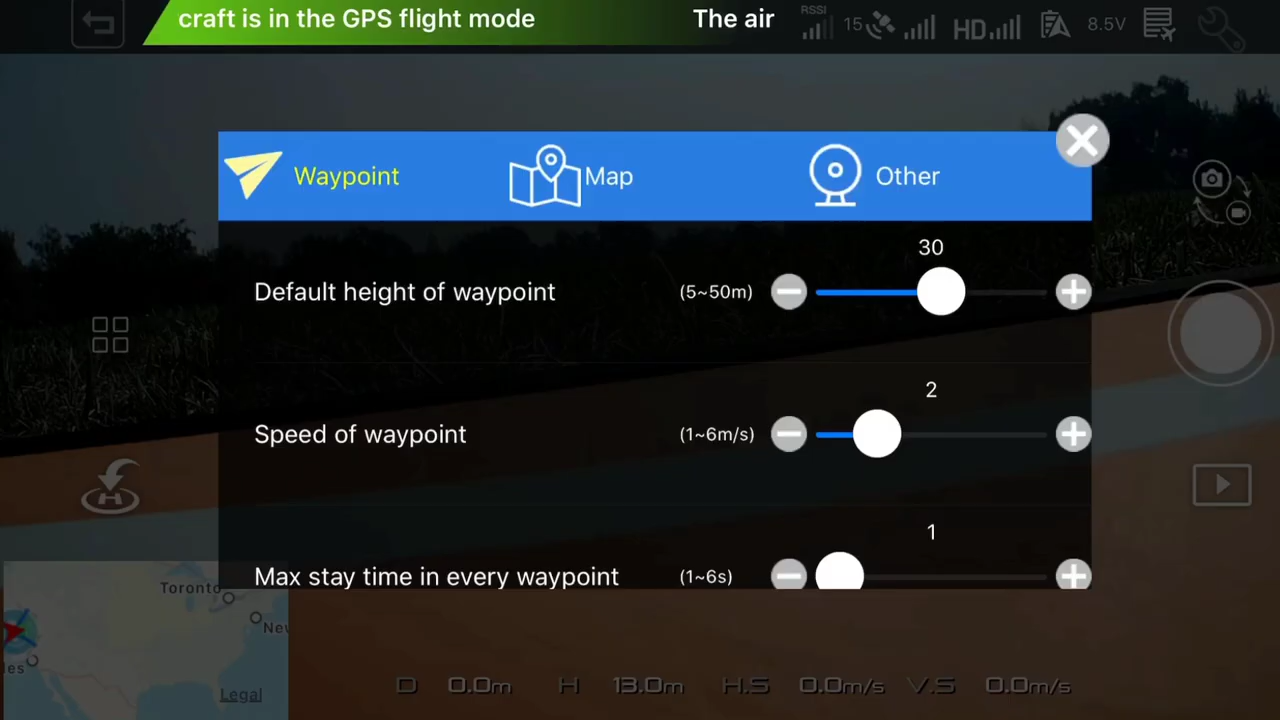 craft is in the GPS flight mode The air
RSSI
15
HD
8.5V
Waypoint
Map
Other
30
Default height of waypoint (5~50m)
2
Speed of waypoint (1~6m/s)
1
Max stay time in every waypoint (1~6s)
Toronto
New
les
Legal
D 0.0m H 13.0m H.S 0.0m/s V.S 0.0m/s